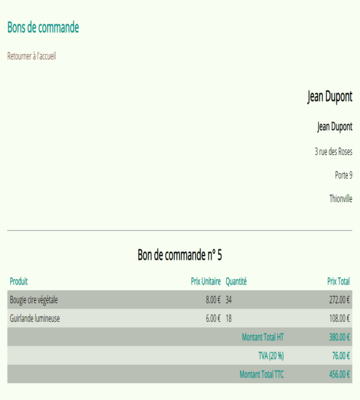 Bons de commande
Retourner à l'accueil
Jean Dupont
Jean Dupont
3 rue des Roses
Porte 9
Thionville
Bon de commande n° 5
Produit Prix Unitaire Quantité Prix Total
Bougie cire végétale 8.00 € 34 272.00 €
Guirlande lumineuse 6.00 € 18 108.00 €
Montant Total HT 380.00 €
TVA (20 %) 76.00 €
Montant Total TTC 456.00 €